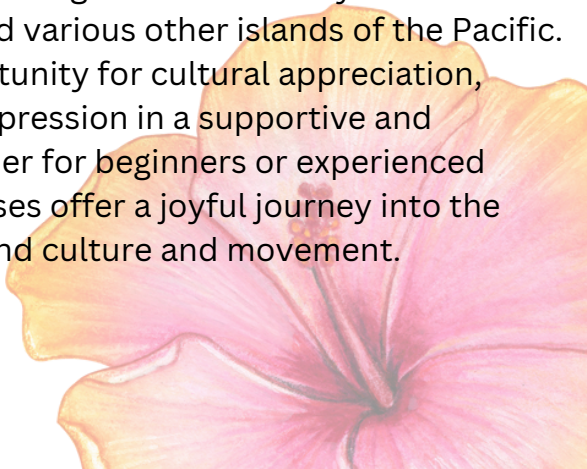 d various other islands of the Pacific.
tunity for cultural appreciation,
pression in a supportive and
er for beginners or experienced
ses offer a joyful journey into the
nd culture and movement.